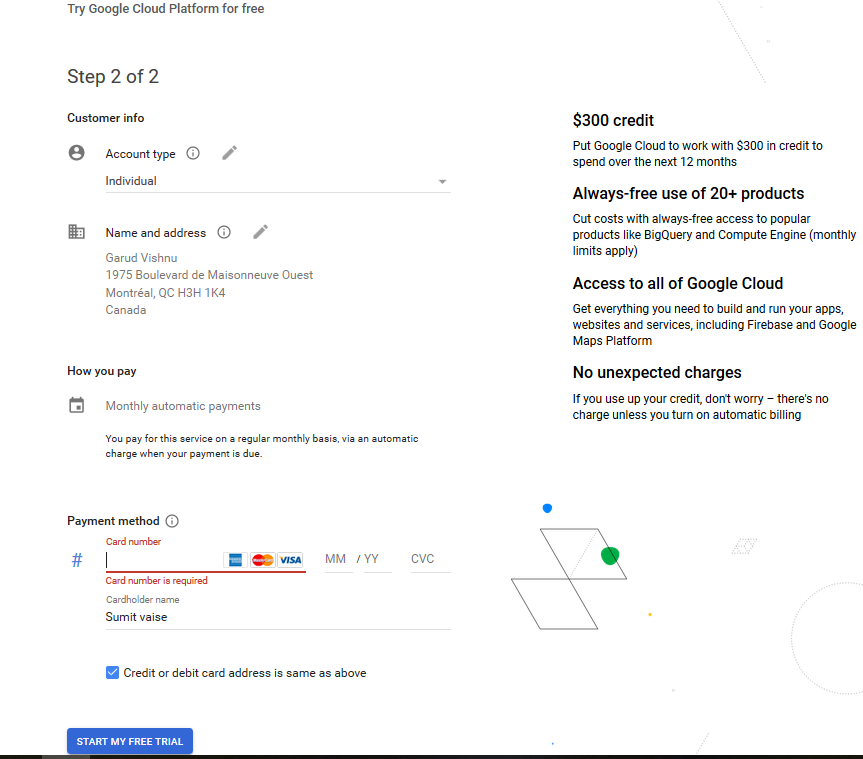 Try Google Cloud Platform for free
Step 2 of 2
Customer info
Account type
Individual
Name and address
Garud Vishnu
1975 Boulevard de Maisonneuve Ouest
Montréal, QC H3H 1K4
Canada
How you pay
Monthly automatic payments
You pay for this service on a regular monthly basis, via an automatic
charge when your payment is due.
Payment method
Card number
# VISA MM / YY CVC
Card number is required
Cardholder name
Sumit vaise
Credit or debit card address is same as above
START MY FREE TRIAL
$300 credit
Put Google Cloud to work with $300 in credit to
spend over the next 12 months
Always-free use of 20+ products
Cut costs with always-free access to popular
products like BigQuery and Compute Engine (monthly
limits apply)
Access to all of Google Cloud
Get everything you need to build and run your apps,
websites and services, including Firebase and Google
Maps Platform
No unexpected charges
If you use up your credit, don't worry – there's no
charge unless you turn on automatic billing